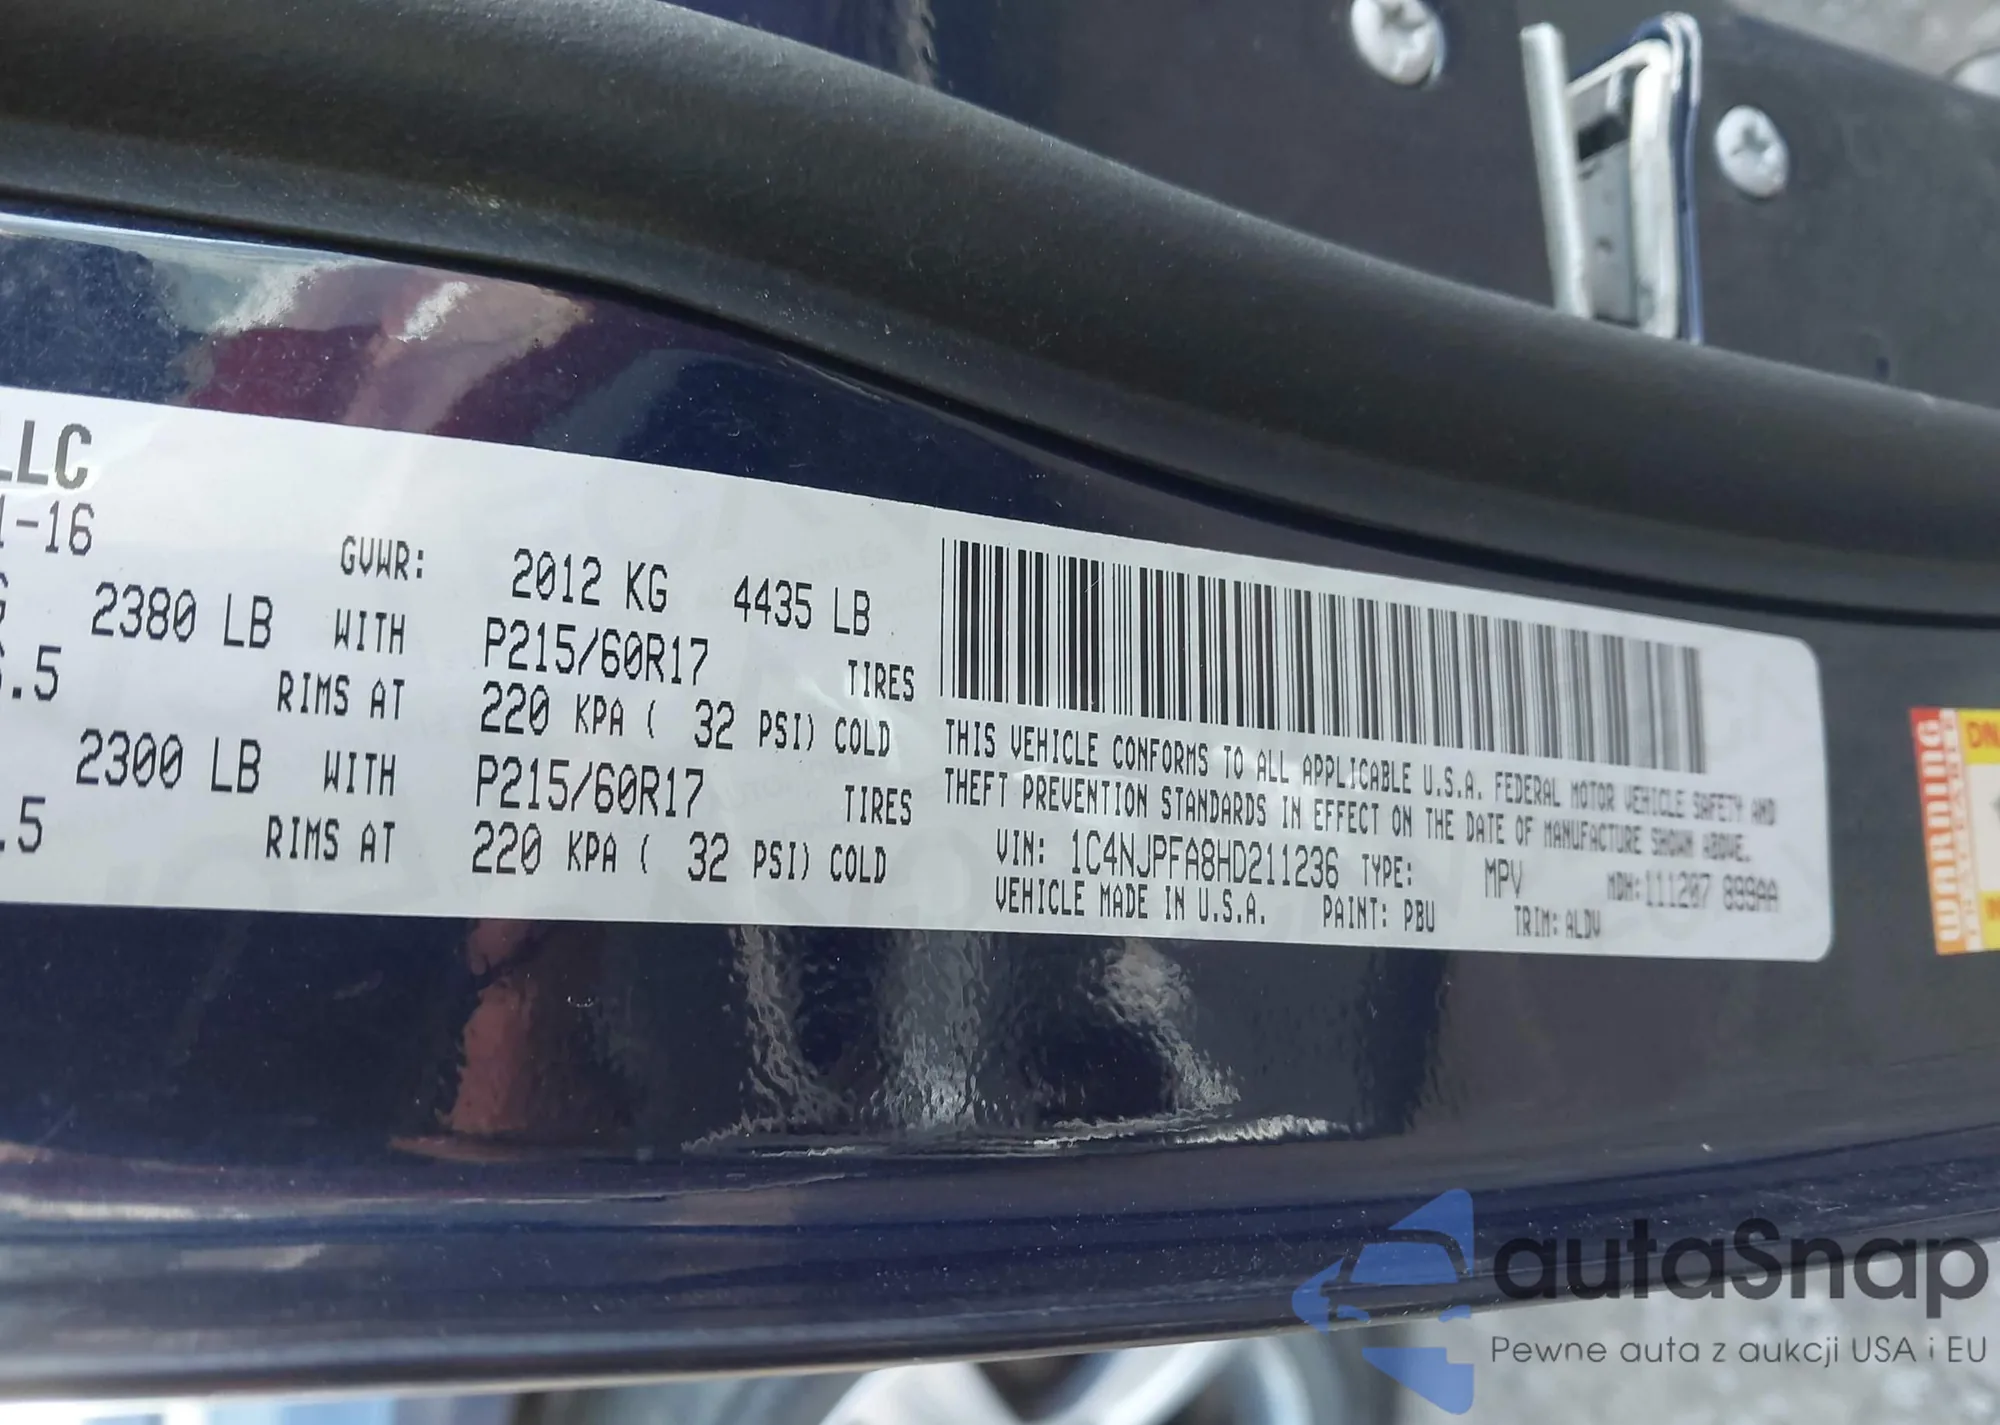 LLC
1-16
GVWR: 2012 KG 4435 LB
2380 LB WITH P215/60R17 TIRES
.5 RIMS AT 220 KPA ( 32 PSI) COLD
2300 LB WITH P215/60R17 TIRES
.5 RIMS AT 220 KPA ( 32 PSI) COLD
THIS VEHICLE CONFORMS TO ALL APPLICABLE U.S.A. FEDERAL MOTOR VEHICLE SAFETY AND
THEFT PREVENTION STANDARDS IN EFFECT ON THE DATE OF MANUFACTURE SHOWN ABOVE.
VIN: 1C4NJPFA8HD211236 TYPE: MPV MDH:111207 899AA
VEHICLE MADE IN U.S.A. PAINT: PBU TRIM: ALDV
WARNING
autaSnap
Pewne auta z aukcji USA i EU